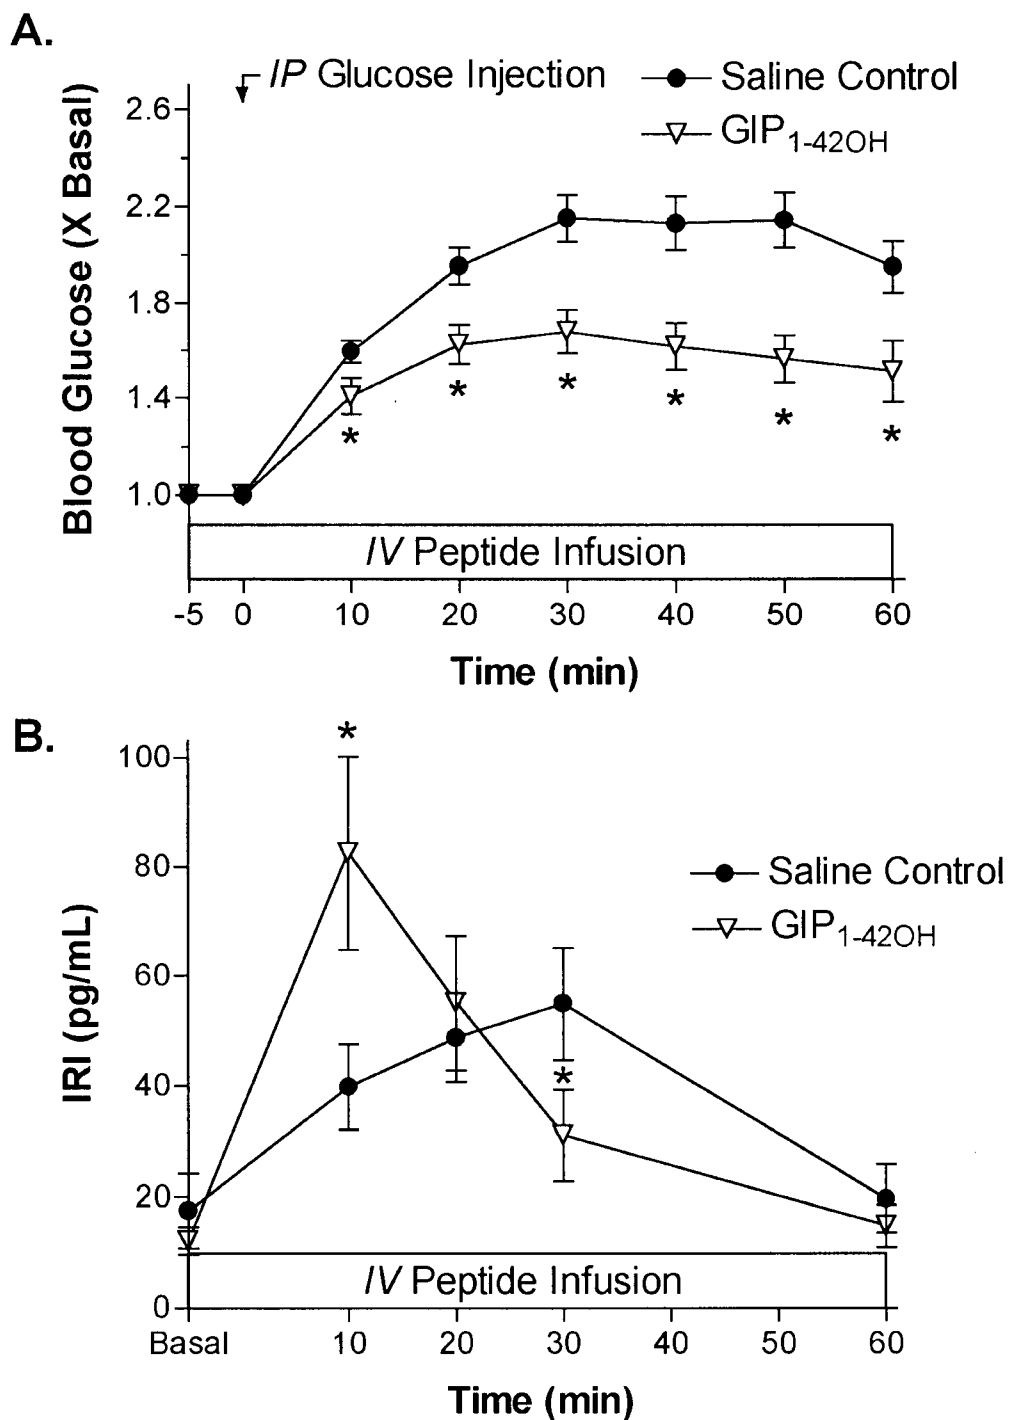 A.
IP Glucose Injection
Saline Control
GIP1-42OH
Blood Glucose (X Basal)
2.6
2.2
1.8
1.4
1.0
* * * * * *
IV Peptide Infusion
-5 0 10 20 30 40 50 60
Time (min)
B.
*
100
80
60
40
20
0
IRI (pg/mL)
Saline Control
GIP1-42OH
*
IV Peptide Infusion
Basal 10 20 30 40 50 60
Time (min)